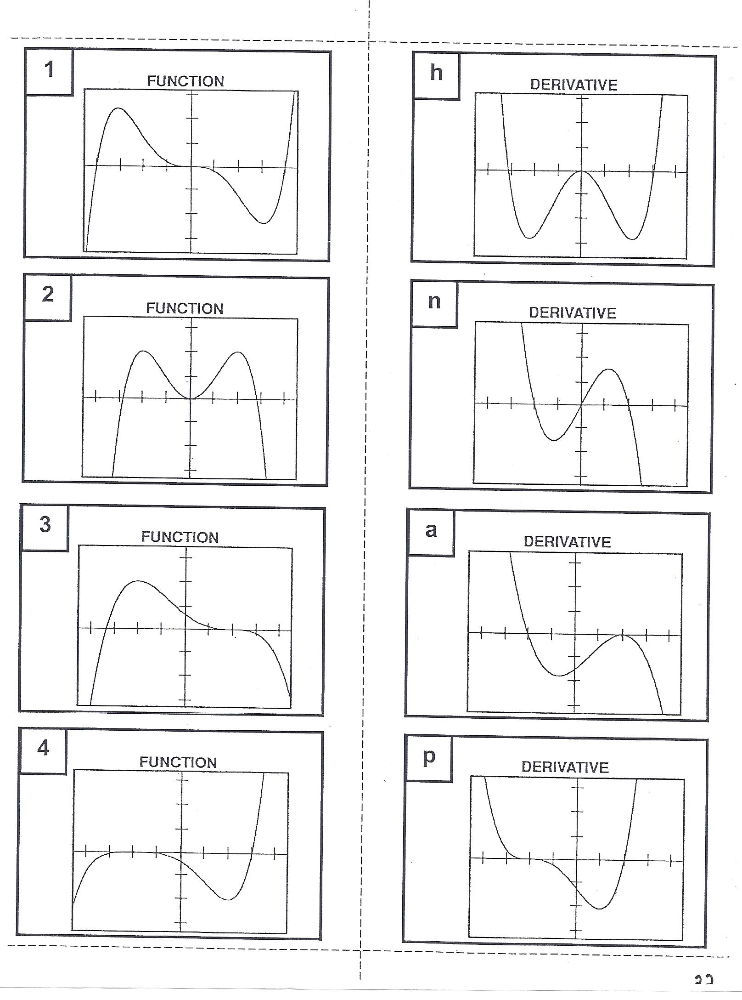 1
FUNCTION
h
DERIVATIVE
2
FUNCTION
n
DERIVATIVE
3
FUNCTION
a
DERIVATIVE
4
FUNCTION
p
DERIVATIVE